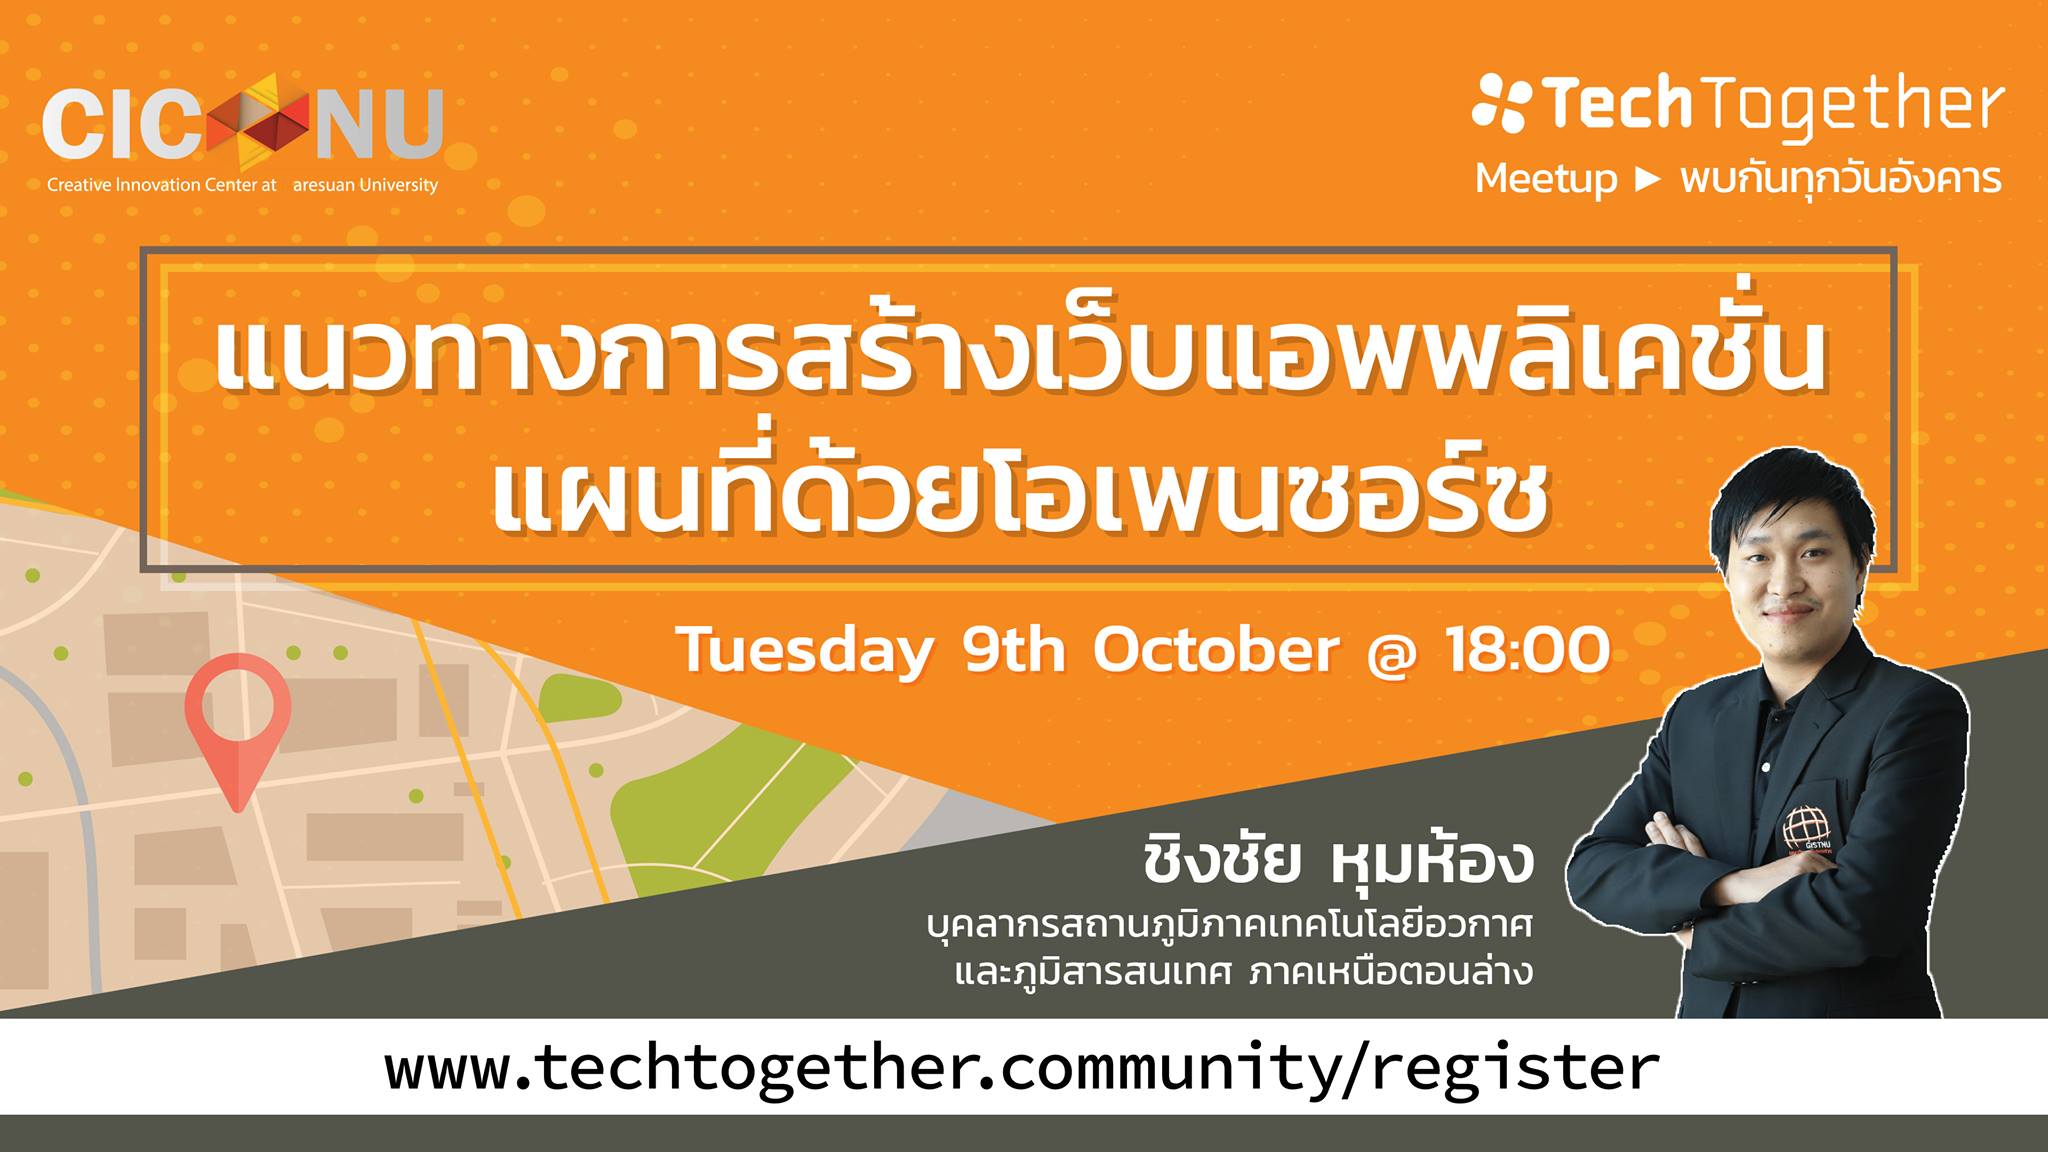 CIC NU
Creative Innovation Center at aresuan University
TechTogether
Meetup ▶ พบกันทุกวันอังคาร
แนวทางการสร้างเว็บแอพพลิเคชั่น
แผนที่ด้วยโอเพนซอร์ซ
Tuesday 9th October @ 18:00
ชิงชัย หุมห้อง
บุคลากรสถานภูมิภาคเทคโนโลยีอวกาศ
และภูมิสารสนเทศ ภาคเหนือตอนล่าง
GISTNU
www.techtogether.community/register